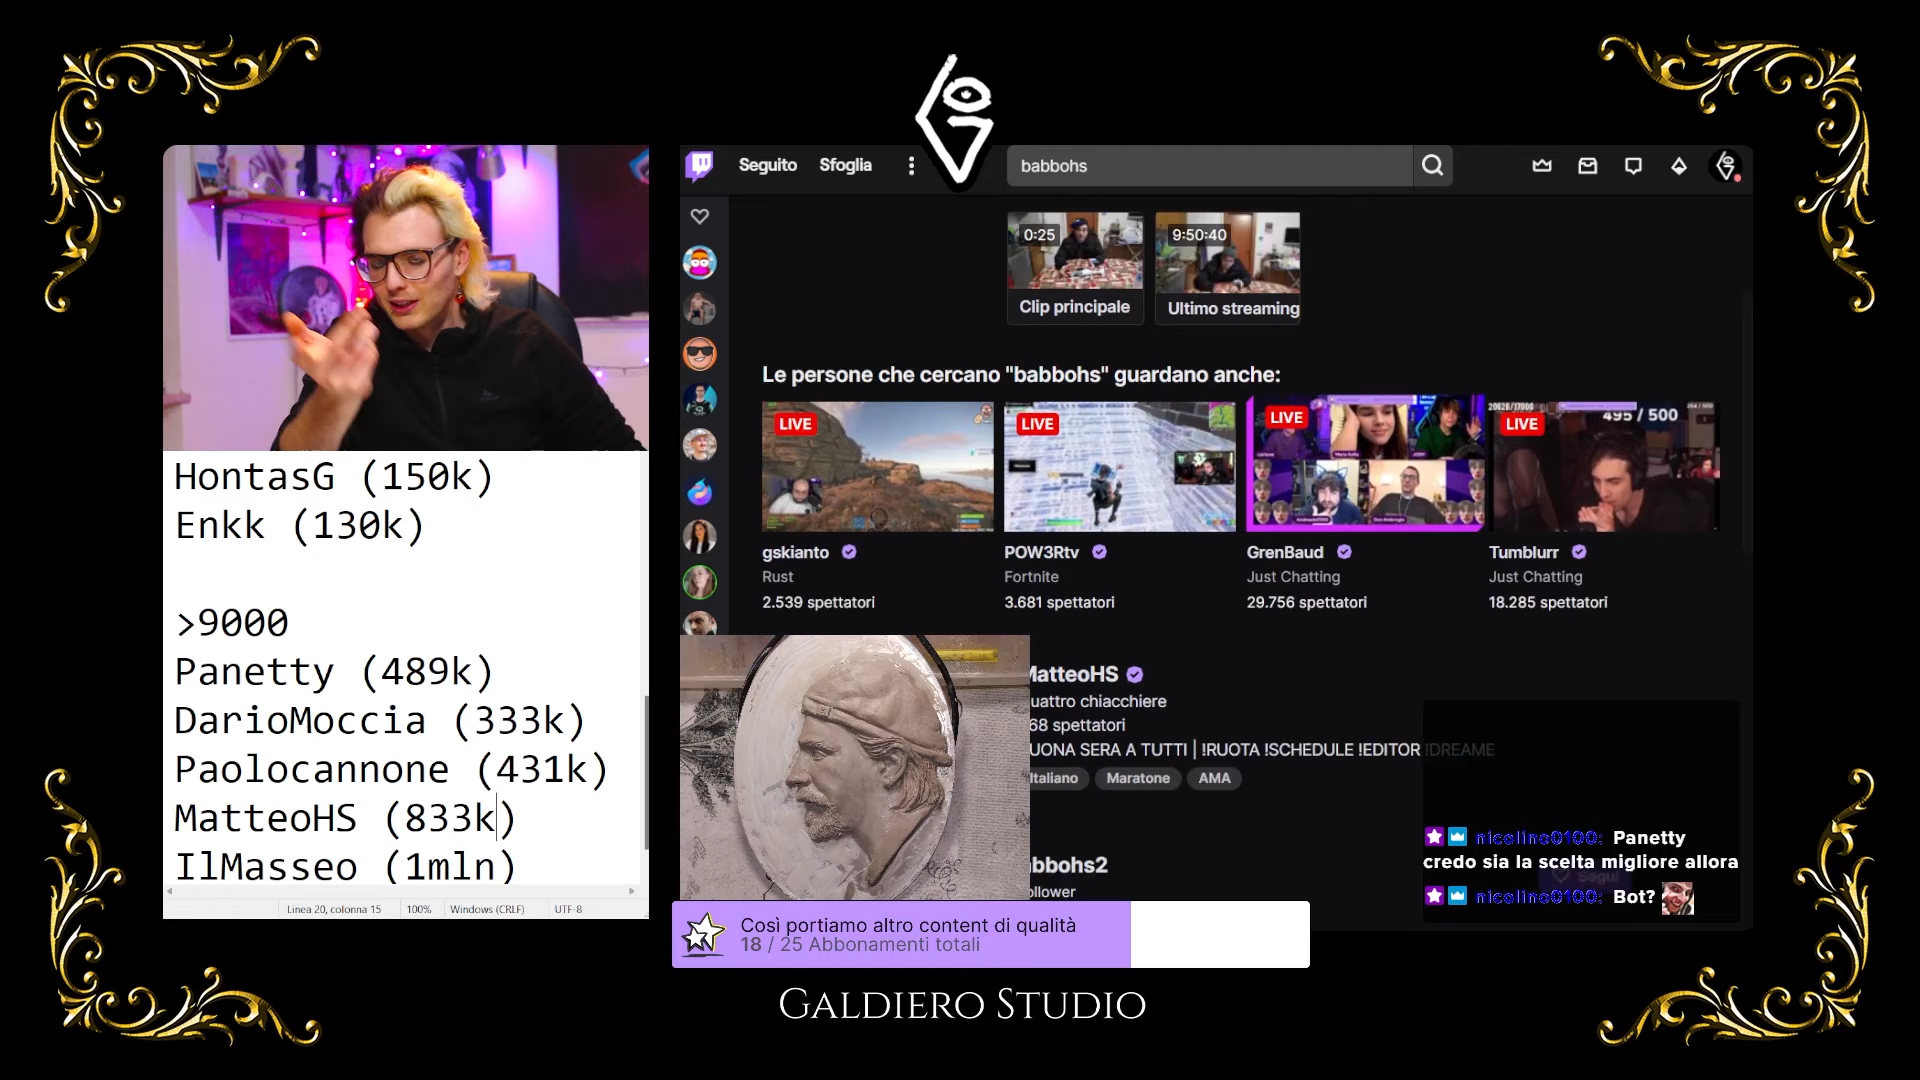 Seguito
Sfoglia
babbohs
0:25
Clip principale
9:50:40
Ultimo streaming
Le persone che cercano "babbohs" guardano anche:
LIVE
LIVE
LIVE
LIVE
495 / 500
gskianto
Rust
2.539 spettatori
POW3Rtv
Fortnite
3.681 spettatori
GrenBaud
Just Chatting
29.756 spettatori
Tumblurr
Just Chatting
18.285 spettatori
HontasG (150k)
Enkk (130k)
>9000
Panetty (489k)
DarioMoccia (333k)
Paolocannone (431k)
MatteoHS (833k)
IlMasseo (1mln)
Linea 20, colonna 15
100%
Windows (CRLF)
UTF-8
MatteoHS
uattro chiacchiere
68 spettatori
UONA SERA A TUTTI | !RUOTA !SCHEDULE !EDITOR !DREAME
Italiano
Maratone
AMA
bbohs2
ollower
Segui
nicolino0100: Panetty
credo sia la scelta migliore allora
nicolino0100: Bot?
Così portiamo altro content di qualità
18 / 25 Abbonamenti totali
GALDIERO STUDIO